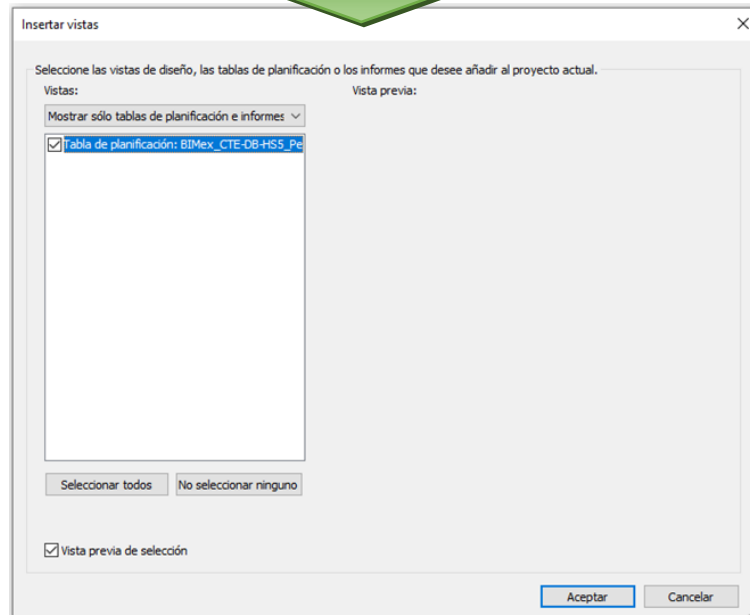 Insertar vistas
Seleccione las vistas de diseño, las tablas de planificación o los informes que desee añadir al proyecto actual.
Vistas:
Vista previa:
Mostrar sólo tablas de planificación e informes
Tabla de planificación: BIMex_CTE-DB-HS5_Pe
Seleccionar todos
No seleccionar ninguno
Vista previa de selección
Aceptar
Cancelar